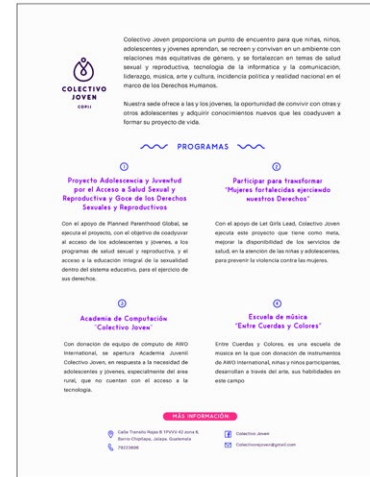 Colectivo Joven proporciona un punto de encuentro para que niñas, niños,
adolescentes y jóvenes aprendan, se recreen y convivan en un ambiente con
relaciones más equitativas de género, y se fortalezcan en temas de salud
sexual y reproductiva, tecnología de la informática y la comunicación,
liderazgo, música, arte y cultura, incidencia política y realidad nacional en el
marco de los Derechos Humanos.
COLECTIVO
JOVEN
COPIJ
Nuestra sede ofrece a las y los jóvenes, la oportunidad de convivir con otras y
otros adolescentes y adquirir conocimientos nuevos que les coadyuven a
formar su proyecto de vida.
PROGRAMAS
1
Proyecto Adolescencia y Juventud
por el Acceso a Salud Sexual y
Reproductiva y Goce de los Derechos
Sexuales y Reproductivos
Con el apoyo de Planned Parenthood Global, se
ejecuta el proyecto, con el objetivo de coadyuvar
al acceso de los adolescentes y jóvenes, a los
programas de salud sexual y reproductiva, y el
acceso a la educación integral de la sexualidad
dentro del sistema educativo, para el ejercicio de
sus derechos.
2
Participar para transformar
"Mujeres fortalecidas ejerciendo
nuestros Derechos"
Con el apoyo de Let Girls Lead, Colectivo Joven
ejecuta este proyecto que tiene como meta,
mejorar la disponibilidad de los servicios de
salud, en la atención de las niñas y adolescentes,
para prevenir la violencia contra las mujeres.
3
Academia de Computación
"Colectivo Joven"
Con donación de equipo de cómputo de AWO
International, se apertura Academia Juvenil
Colectivo Joven, en respuesta a la necesidad de
adolescentes y jóvenes, especialmente del area
rural, que no cuentan con el acceso a la
tecnología.
4
Escuela de música
"Entre Cuerdas y Colores"
Entre Cuerdas y Colores, es una escuela de
música en la que con donación de instrumentos
de AWO International, niñas y niños participantes,
desarrollan a través del arte, sus habilidades en
este campo
MÁS INFORMACIÓN
Calle Transito Rojas B
Barrio Chipilapa, Jalapa, Guatemala
Colectivo Joven